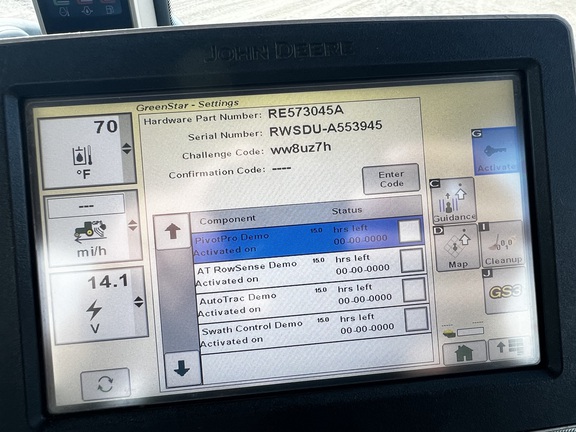 JOHN DEERE
GreenStar - Settings
Hardware Part Number: RE573045A
Serial Number: RWSDU-A553945
Challenge Code: ww8uz7h
Confirmation Code: ----
Enter
Code
70
°F
---
mi/h
14.1
V
Component Status
PivotPro Demo 15.0 hrs left
Activated on 00-00-0000
AT RowSense Demo 15.0 hrs left
Activated on 00-00-0000
AutoTrac Demo 15.0 hrs left
Activated on 00-00-0000
Swath Control Demo 15.0 hrs left
Activated on 00-00-0000
G
Activate
C
Guidance
D
Map
I
Cleanup
J
GS3